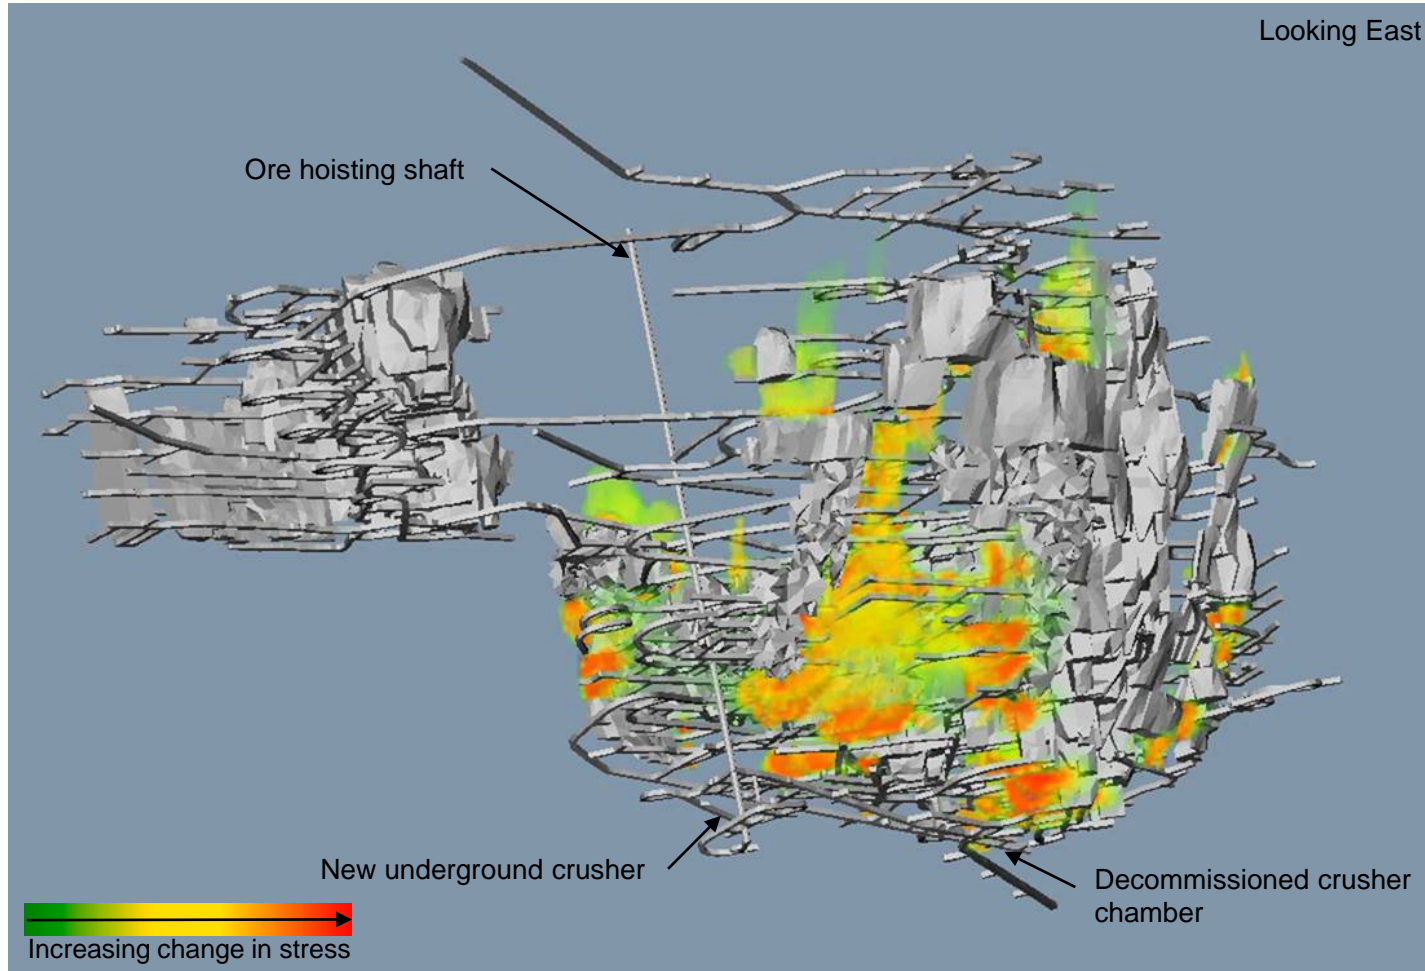 Looking East
Ore hoisting shaft
New underground crusher
Decommissioned crusher
chamber
Increasing change in stress